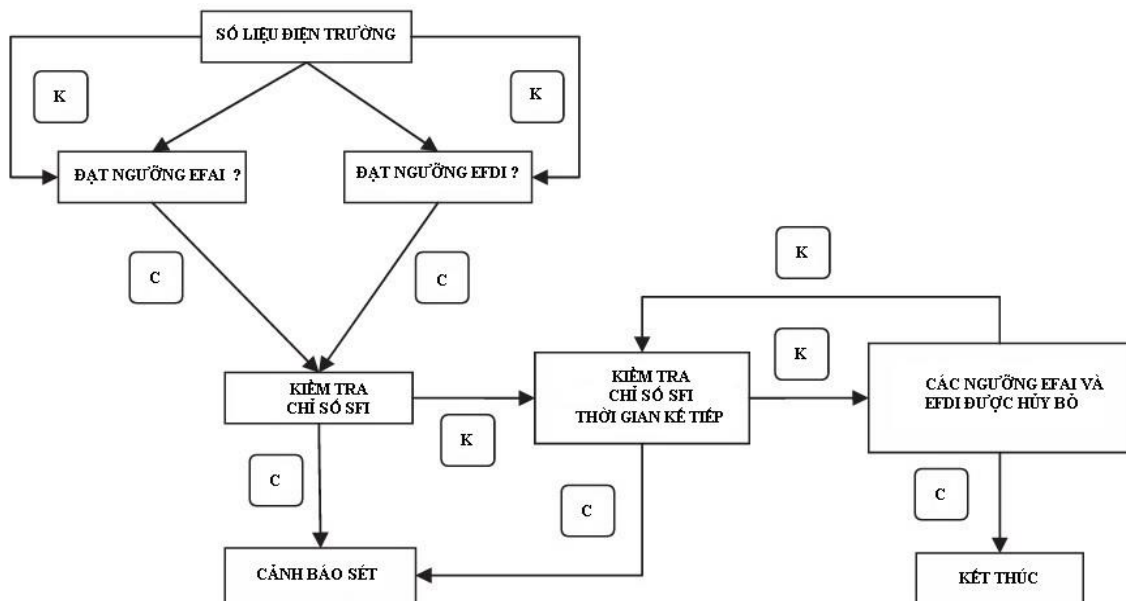 SỐ LIỆU ĐIỆN TRƯỜNG
K
K
ĐẠT NGƯỠNG EFAI ?
ĐẠT NGƯỠNG EFDI ?
C
C
K
K
KIỂM TRA
CHỈ SỐ SFI
KIỂM TRA
CHỈ SỐ SFI
THỜI GIAN KẾ TIẾP
CÁC NGƯỠNG EFAI VÀ
EFDI ĐƯỢC HỦY BỎ
K
C
C
C
CẢNH BÁO SÉT
KẾT THÚC